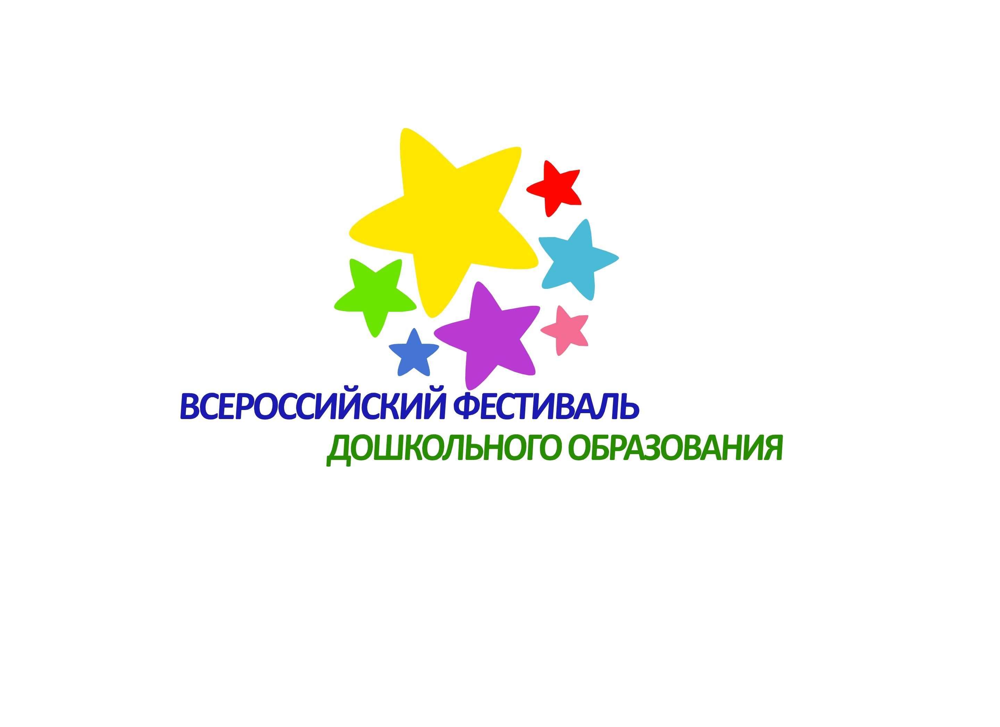 ВСЕРОССИЙСКИЙ ФЕСТИВАЛЬ
ДОШКОЛЬНОГО ОБРАЗОВАНИЯ